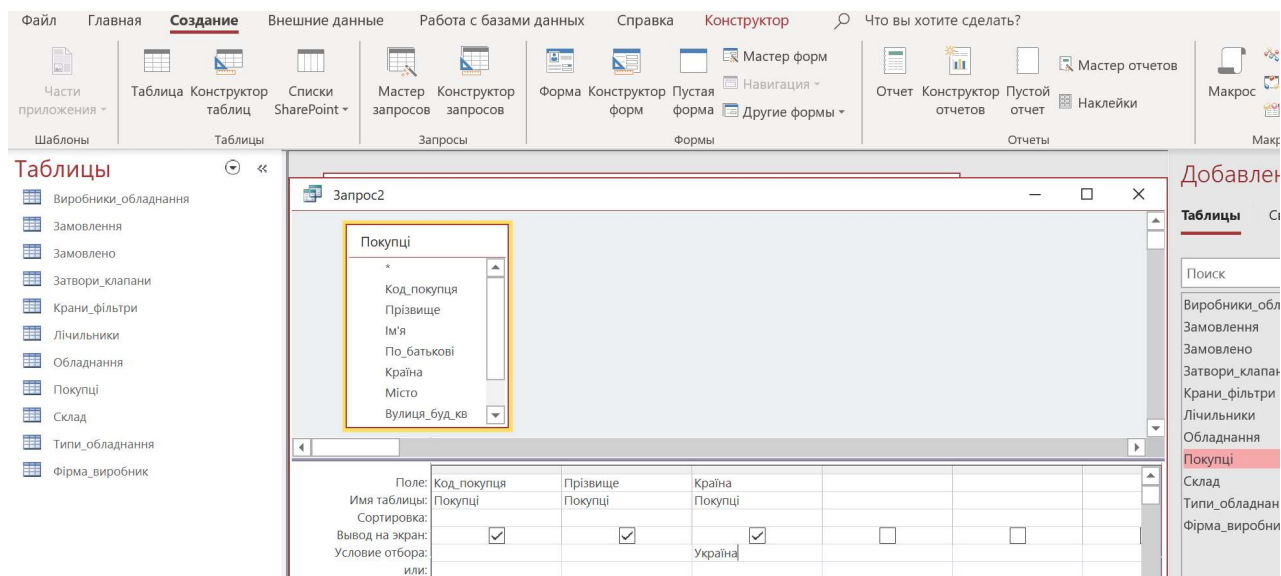 Файл Главная Создание Внешние данные Работа с базами данных Справка Конструктор Что вы хотите сделать?
Части приложения
Таблица
Конструктор таблиц
Списки SharePoint
Мастер запросов
Конструктор запросов
Форма
Конструктор форм
Пустая форма
Мастер форм
Навигация
Другие формы
Отчет
Конструктор отчетов
Пустой отчет
Мастер отчетов
Наклейки
Макрос
Шаблоны Таблицы Запросы Формы Отчеты Макр
Таблицы
Виробники_обладнання
Замовлення
Замовлено
Затвори_клапани
Крани_фільтри
Лічильники
Обладнання
Покупці
Склад
Типи_обладнання
Фірма_виробник
Запрос2
Покупці
*
Код_покупця
Прізвище
Ім'я
По_батькові
Країна
Місто
Вулиця_буд_кв
Поле: Код_покупця Прізвище Країна
Имя таблицы: Покупці Покупці Покупці
Сортировка:
Вывод на экран:
Условие отбора: Україна
или:
Добавлен
Таблицы
Поиск
Виробники_обл
Замовлення
Замовлено
Затвори_клапан
Крани_фільтри
Лічильники
Обладнання
Покупці
Склад
Типи_обладнан
Фірма_виробни